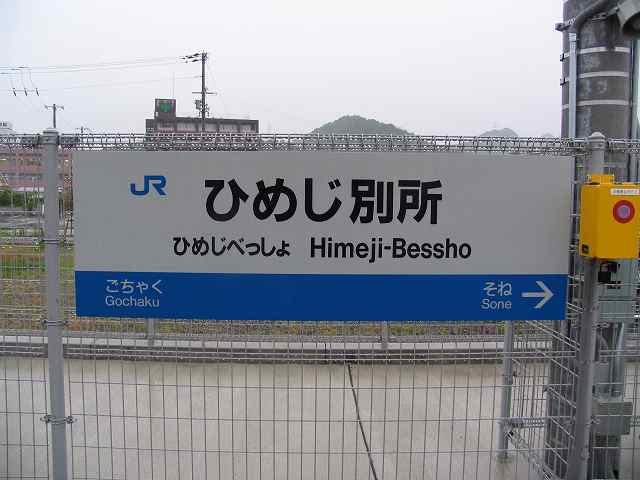 JR ひめじ別所
ひめじべっしょ Himeji-Bessho
ごちゃく
Gochaku
そね
Sone